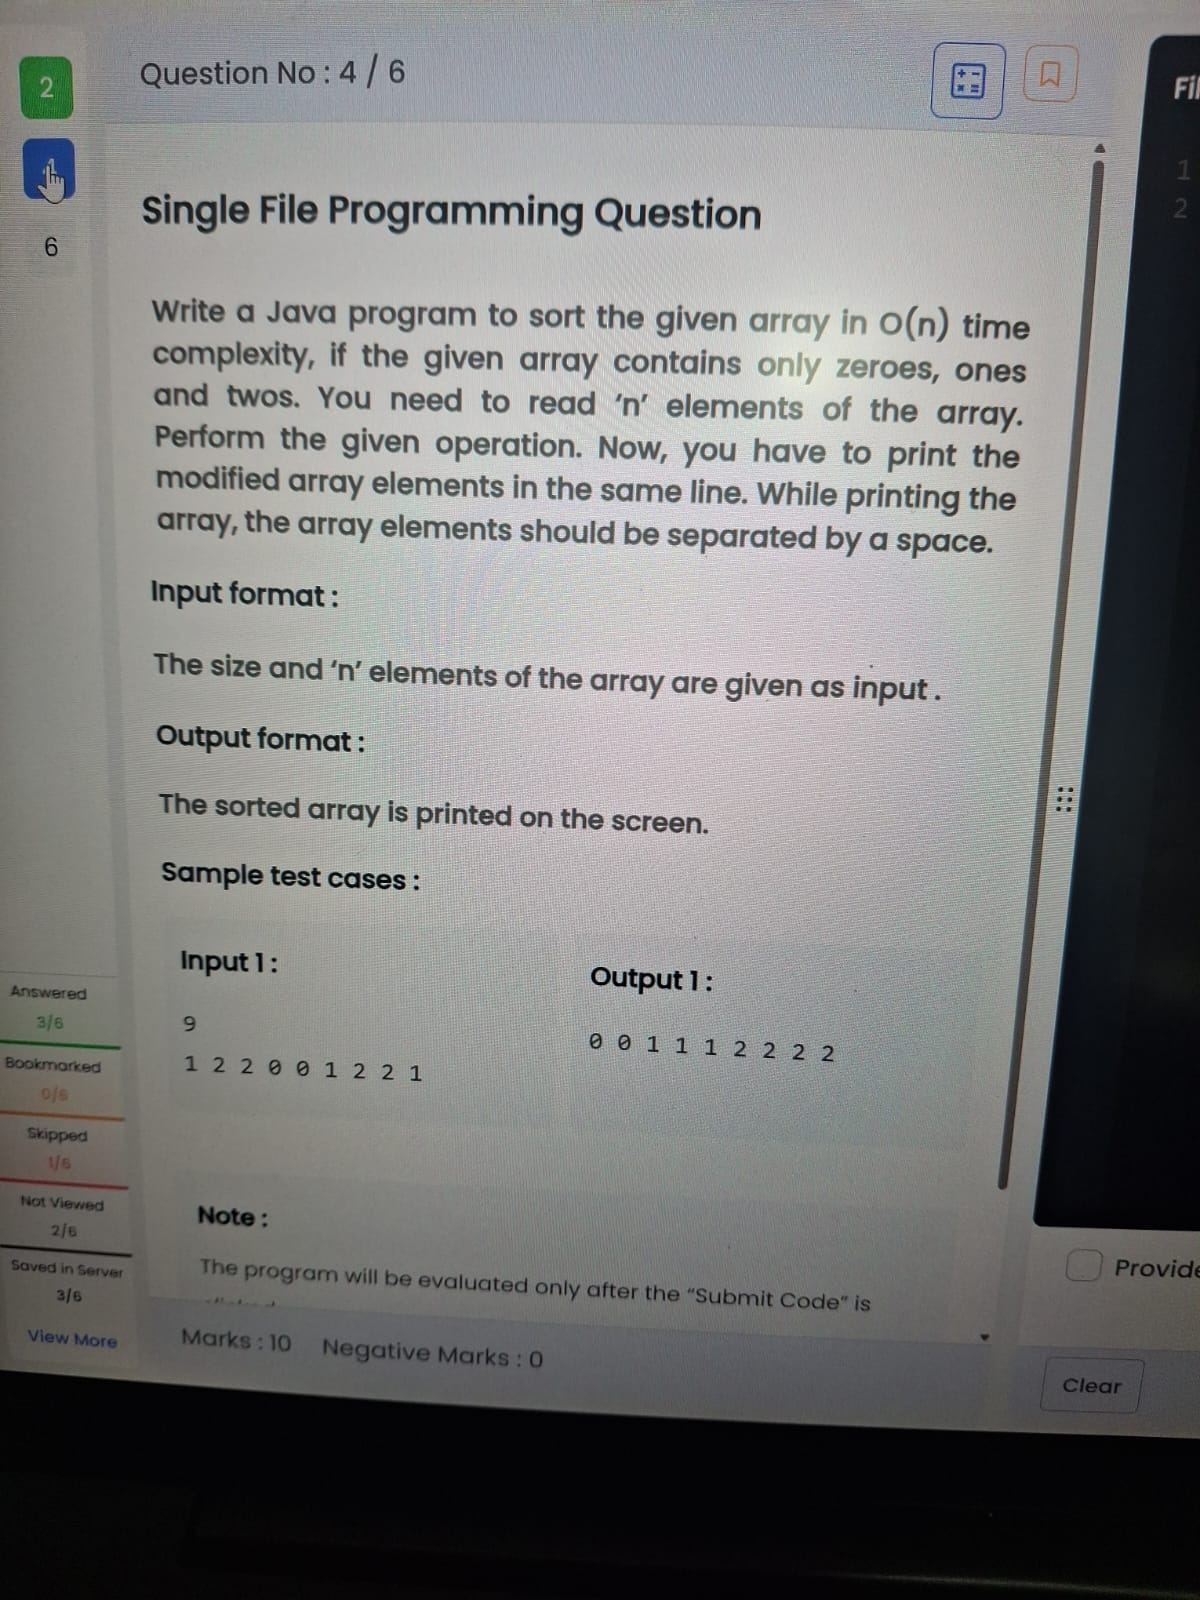 2
Question No : 4 / 6
Fil
1
2
6
Single File Programming Question
Write a Java program to sort the given array in O(n) time
complexity, if the given array contains only zeroes, ones
and twos. You need to read ‘n’ elements of the array.
Perform the given operation. Now, you have to print the
modified array elements in the same line. While printing the
array, the array elements should be separated by a space.
Input format :
The size and ‘n’ elements of the array are given as input .
Output format :
The sorted array is printed on the screen.
Sample test cases :
Input 1 :
9
1 2 2 0 0 1 2 2 1
Output 1 :
0 0 1 1 1 2 2 2 2
Note :
The program will be evaluated only after the “Submit Code” is
Marks : 10 Negative Marks : 0
Answered
3/6
Bookmarked
0/6
Skipped
1/6
Not Viewed
2/6
Saved in Server
3/6
View More
Provide
Clear